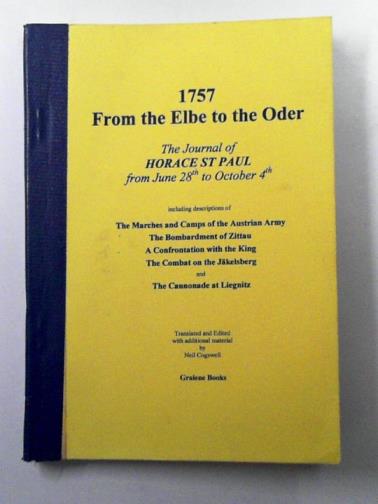 1757
From the Elbe to the Oder
The Journal of
HORACE ST PAUL
from June 28th to October 4th
including descriptions of
The Marches and Camps of the Austrian Army
The Bombardment of Zittau
A Confrontation with the King
The Combat on the Jäkelsberg
and
The Cannonade at Liegnitz
Translated and Edited
with additional material
by
Neil Cogswell
Gralene Books